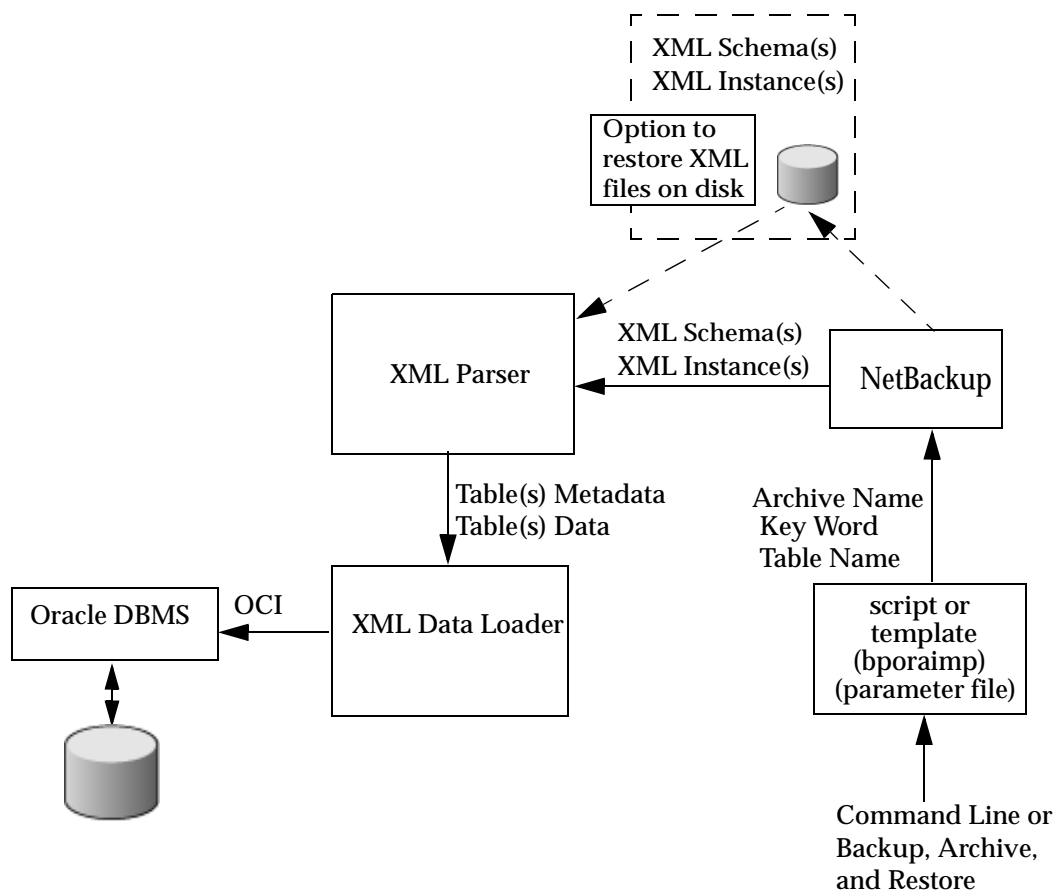 XML Schema(s)
XML Instance(s)
Option to
restore XML
files on disk
XML Schema(s)
XML Instance(s)
XML Parser
NetBackup
Table(s) Metadata
Table(s) Data
Archive Name
Key Word
Table Name
Oracle DBMS
OCI
XML Data Loader
script or
template
(bporaimp)
(parameter file)
Command Line or
Backup, Archive,
and Restore